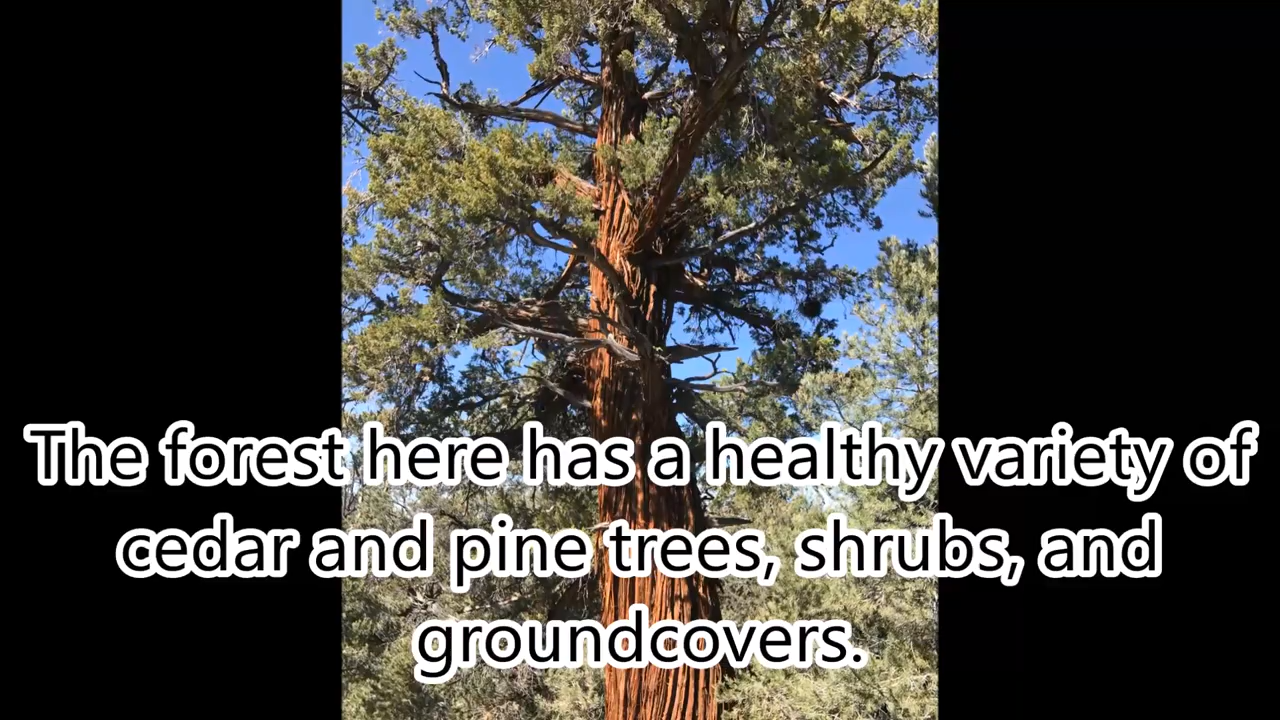 The forest here has a healthy variety of
cedar and pine trees, shrubs, and
groundcovers.